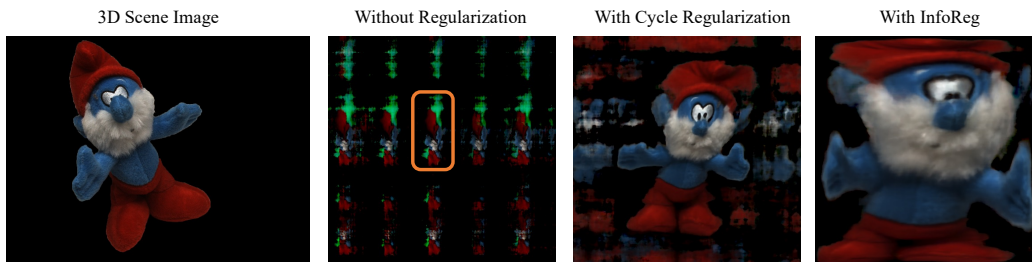 3D Scene Image
Without Regularization
With Cycle Regularization
With InfoReg